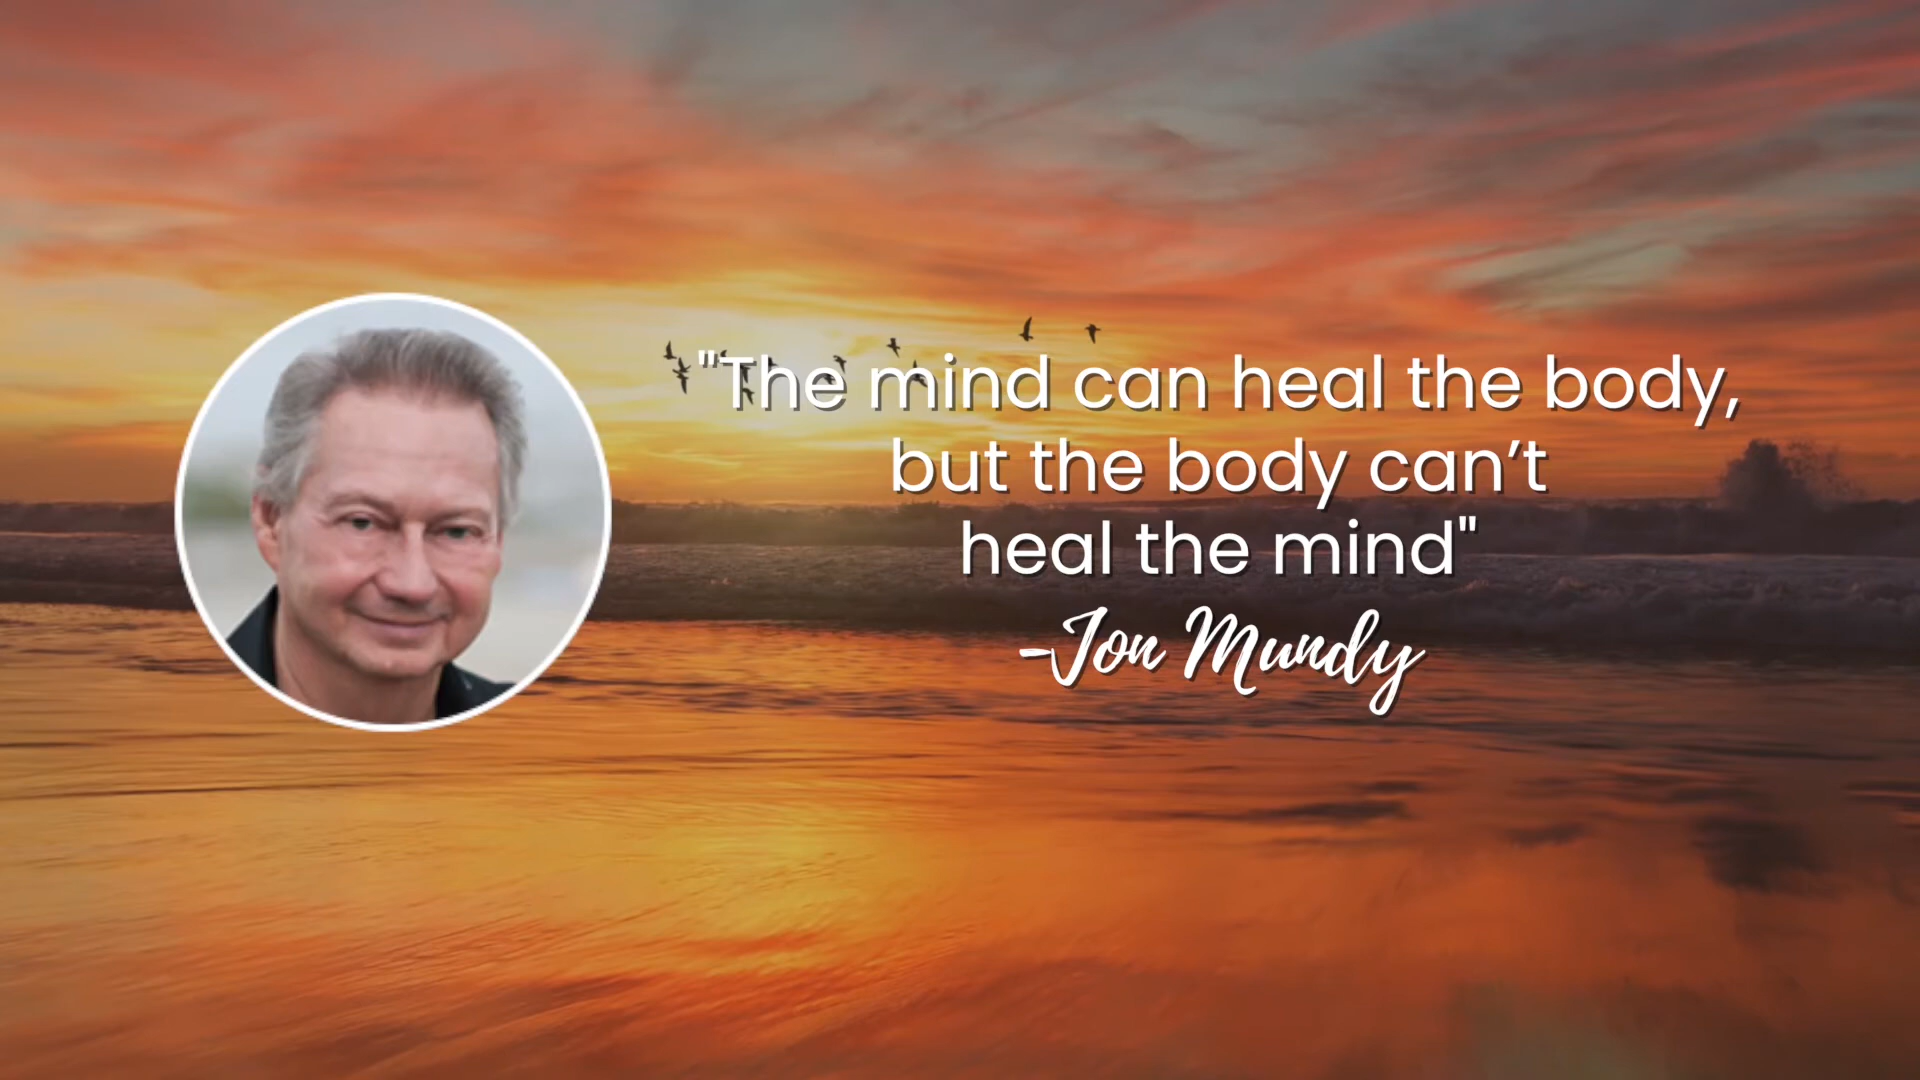 "The mind can heal the body,
but the body can’t
heal the mind"
-Jon Mundy